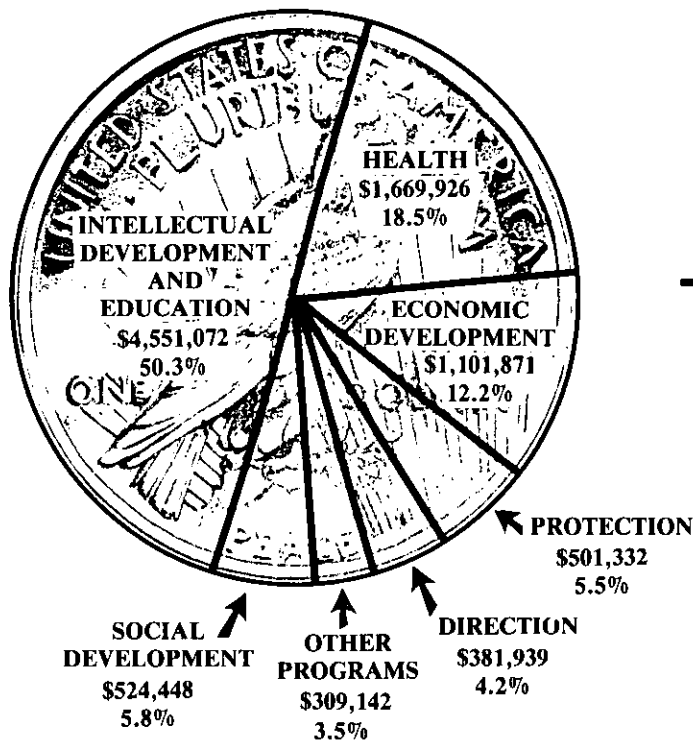 UNITED STATES OF AMERICA
PLURIBU
HEALTH
$1,669,926
18.5%
INTELLECTUAL
DEVELOPMENT
AND
EDUCATION
$4,551,072
50.3%
ECONOMIC
DEVELOPMENT
$1,101,871
12.2%
ONE
PROTECTION
$501,332
5.5%
DIRECTION
$381,939
4.2%
OTHER
PROGRAMS
$309,142
3.5%
SOCIAL
DEVELOPMENT
$524,448
5.8%